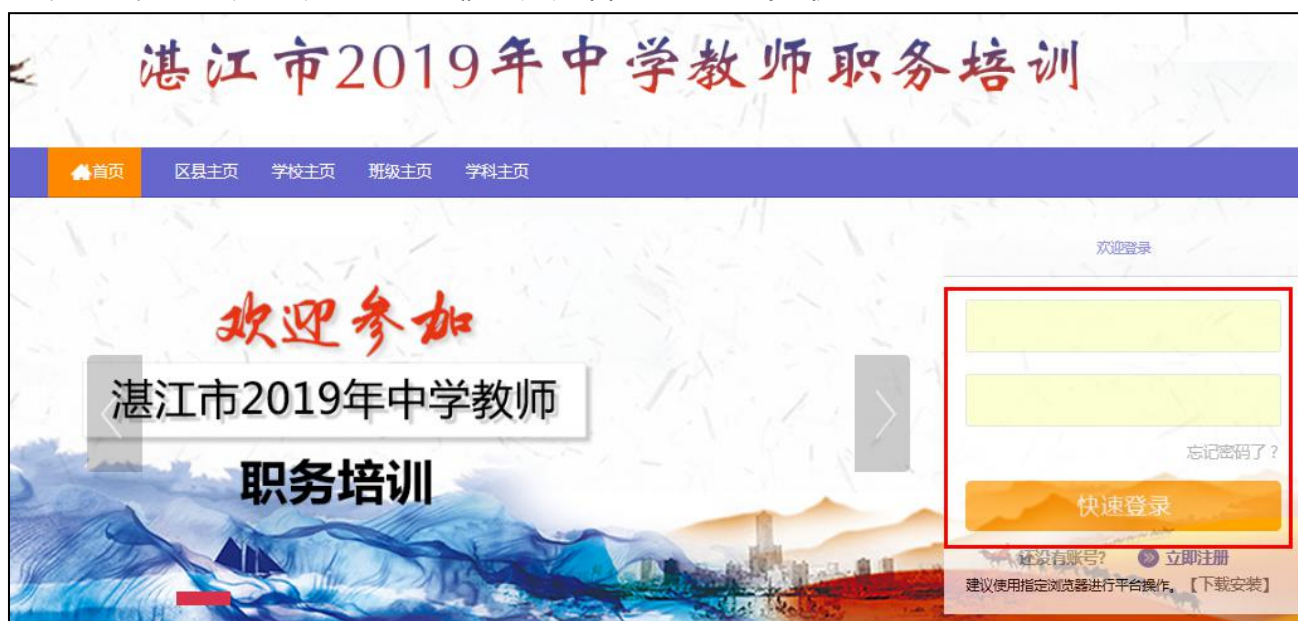 湛江市2019年中学教师职务培训
首页 区县主页 学校主页 班级主页 学科主页
欢迎登录
欢迎参加
湛江市2019年中学教师
职务培训
忘记密码了?
快速登录
还没有账号? 立即注册
建议使用指定浏览器进行平台操作。【下载安装】